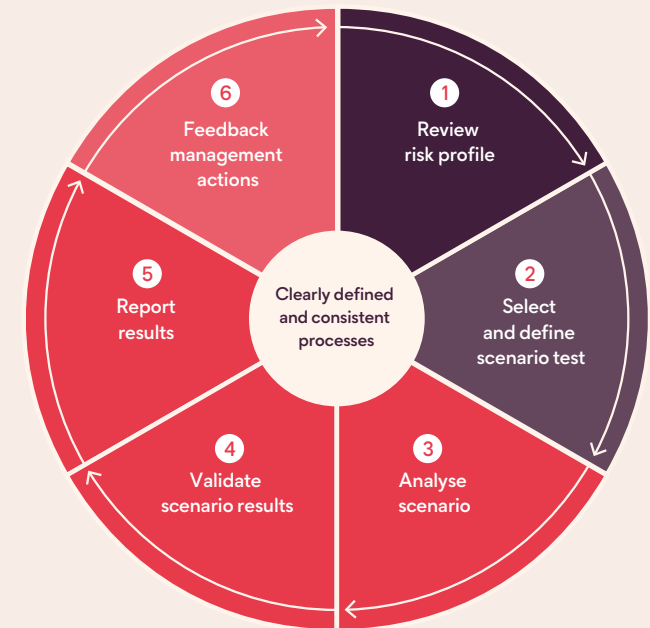 1
Review
risk profile
2
Select
and define
scenario test
3
Analyse
scenario
4
Validate
scenario results
5
Report
results
6
Feedback
management
actions
Clearly defined
and consistent
processes